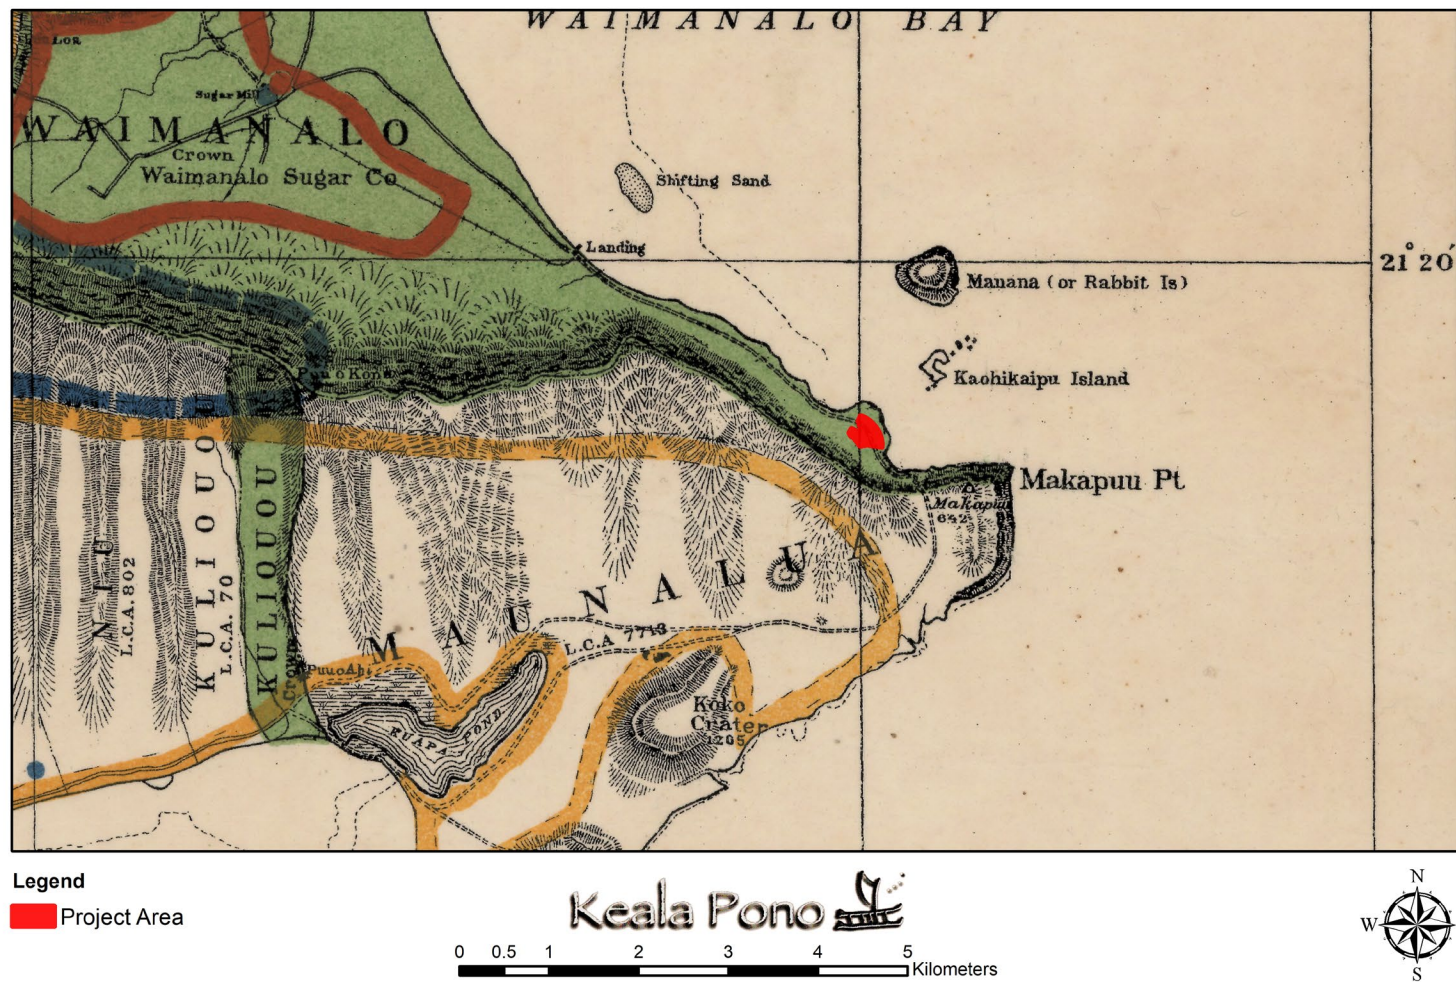 WAIMANALO BAY
Sugar Mill
WAIMANALO
Crown
Waimanalo Sugar Co
Shifting Sand
Landing
21° 20'
Manana (or Rabbit Is)
Kaohikaipu Island
Puu o Kona
Makapuu Pt
Makapuu
642
NIU
L.C.A. 802
KULIOUOU
L.C.A. 70
KULIOUOU
Crown
MAUNALUA
L.C.A 7713
KUAPA POND
Koko
Crater
1205
Legend
Project Area
Keala Pono
0 0.5 1 2 3 4 5
Kilometers
N
W
S